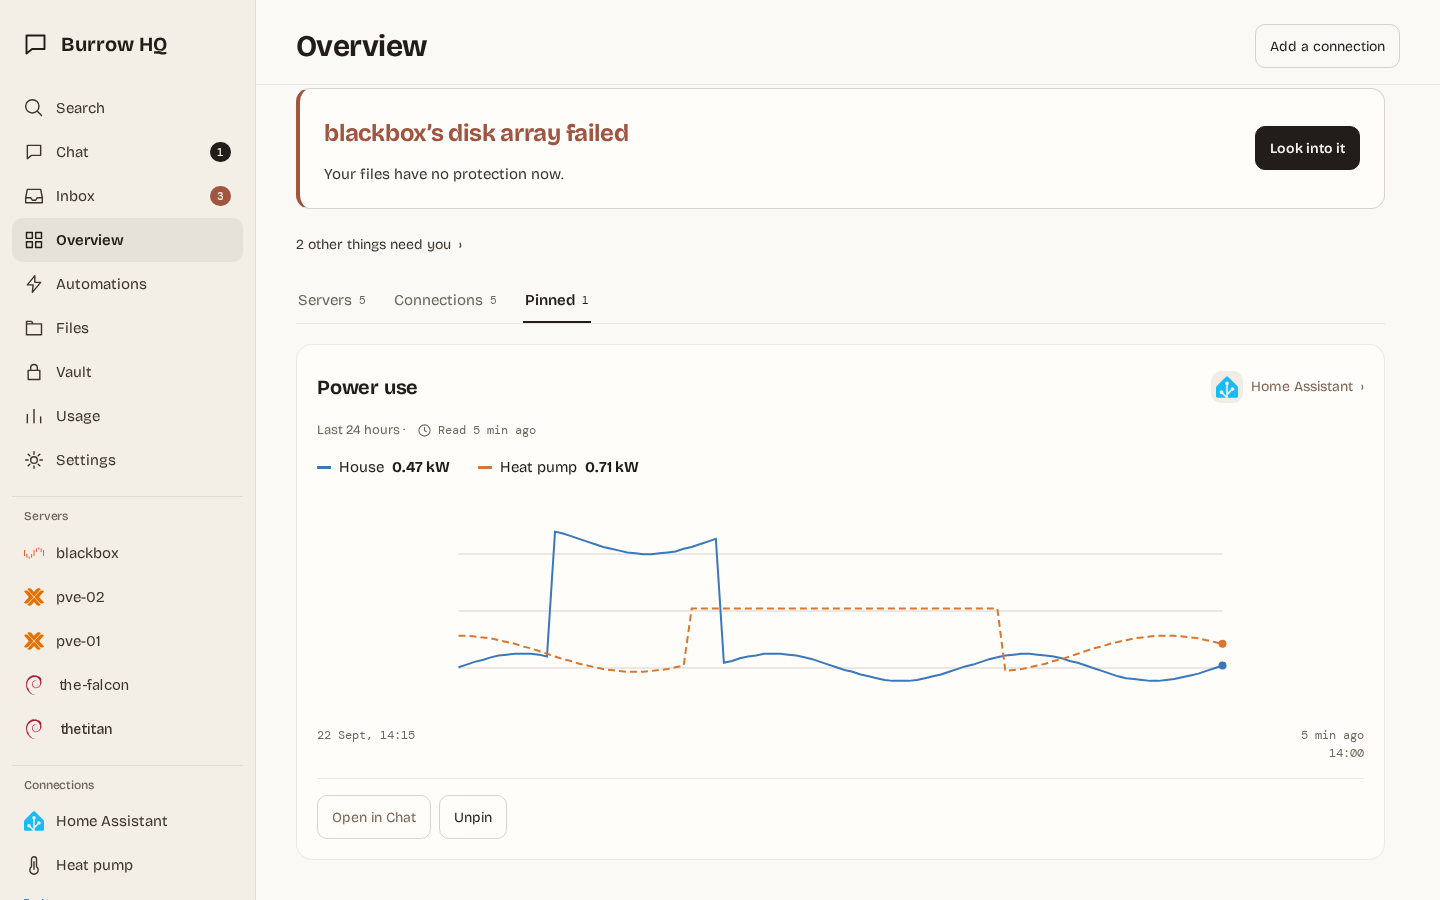 Burrow HQ
Search
Chat 1
Inbox 3
Overview
Automations
Files
Vault
Usage
Settings
Servers
blackbox
pve-02
pve-01
the-falcon
thetitan
Connections
Home Assistant
Heat pump
Overview
Add a connection
blackbox’s disk array failed
Your files have no protection now.
Look into it
2 other things need you ›
Servers 5 Connections 5 Pinned 1
Power use
Home Assistant ›
Last 24 hours · Read 5 min ago
House 0.47 kW Heat pump 0.71 kW
22 Sept, 14:15
5 min ago
14:00
Open in Chat Unpin